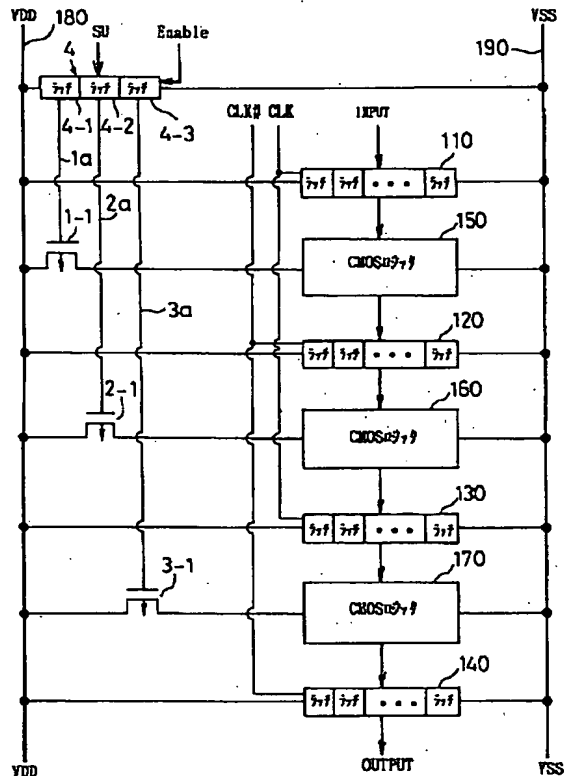 VDD 180 SU Enable 190 VSS
4
ラッチ ラッチ ラッチ
4-1 4-2 4-3
CLK# CLK INPUT
1a
110
ラッチ ラッチ ••• ラッチ
2a
1-1
150
CMOSロジック
3a
120
ラッチ ラッチ ••• ラッチ
2-1
160
CMOSロジック
130
ラッチ ラッチ ••• ラッチ
3-1
170
CMOSロジック
140
ラッチ ラッチ ••• ラッチ
VDD OUTPUT VSS